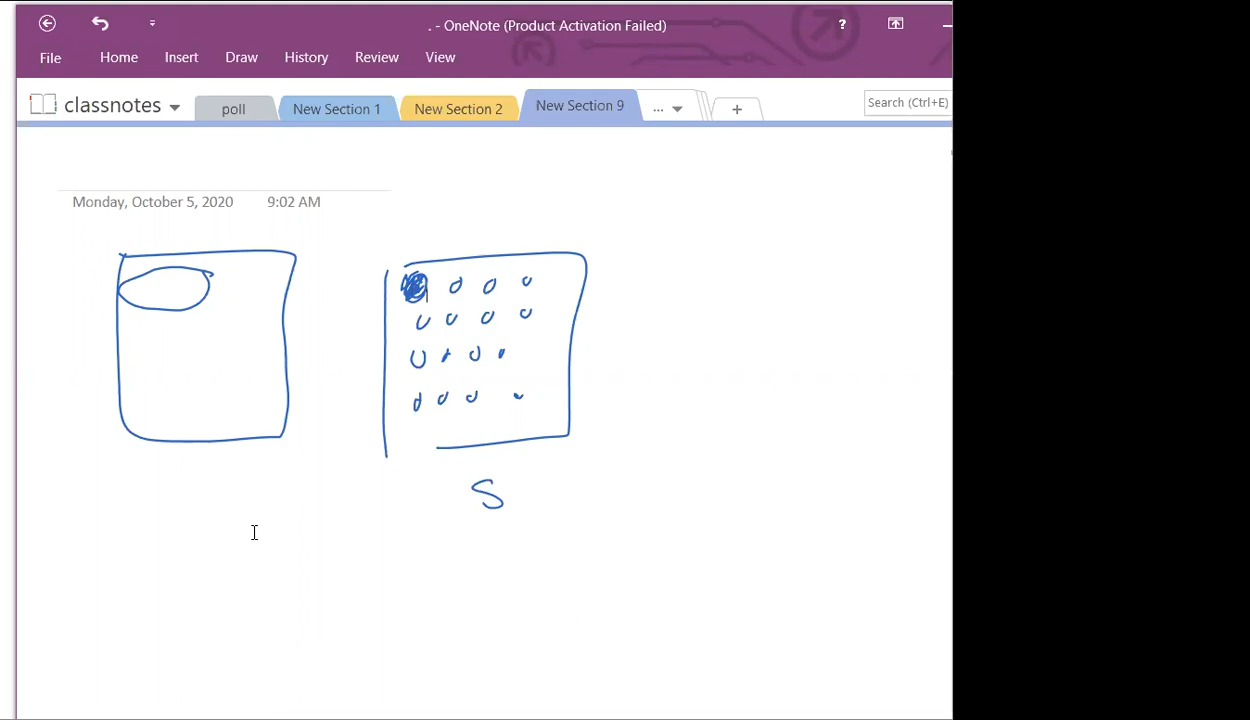 . - OneNote (Product Activation Failed) ?
File Home Insert Draw History Review View
classnotes poll New Section 1 New Section 2 New Section 9 ... + Search (Ctrl+E)
Monday, October 5, 2020 9:02 AM
S